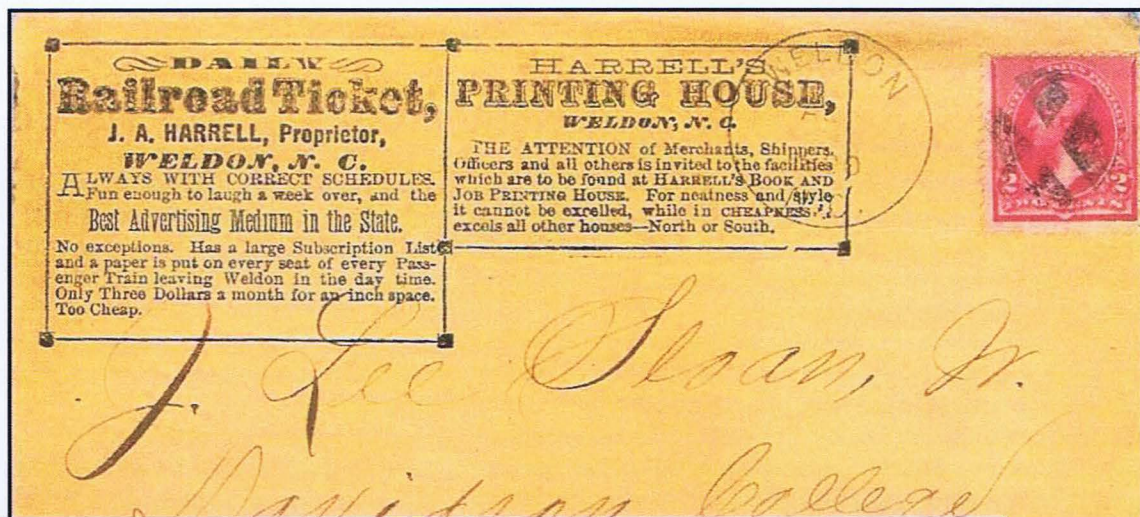 DAILY
Railroad Ticket,
J. A. HARRELL, Proprietor,
WELDON, N. C.
ALWAYS WITH CORRECT SCHEDULES.
Fun enough to laugh a week over, and the
Best Advertising Medium in the State.
No exceptions. Has a large Subscription List
and a paper is put on every seat of every Pass-
enger Train leaving Weldon in the day time.
Only Three Dollars a month for an inch space.
Too Cheap.
HARRELL'S
PRINTING HOUSE,
WELDON, N. C.
THE ATTENTION of Merchants, Shippers,
Officers and all others is invited to the facilities
which are to be found at HARRELL'S BOOK AND
JOB PRINTING HOUSE. For neatness and style
it cannot be excelled, while in CHEAPNESS
excels all other houses—North or South.
WELDON
2 2
J. Lee Sloan, Jr.
Davidson College